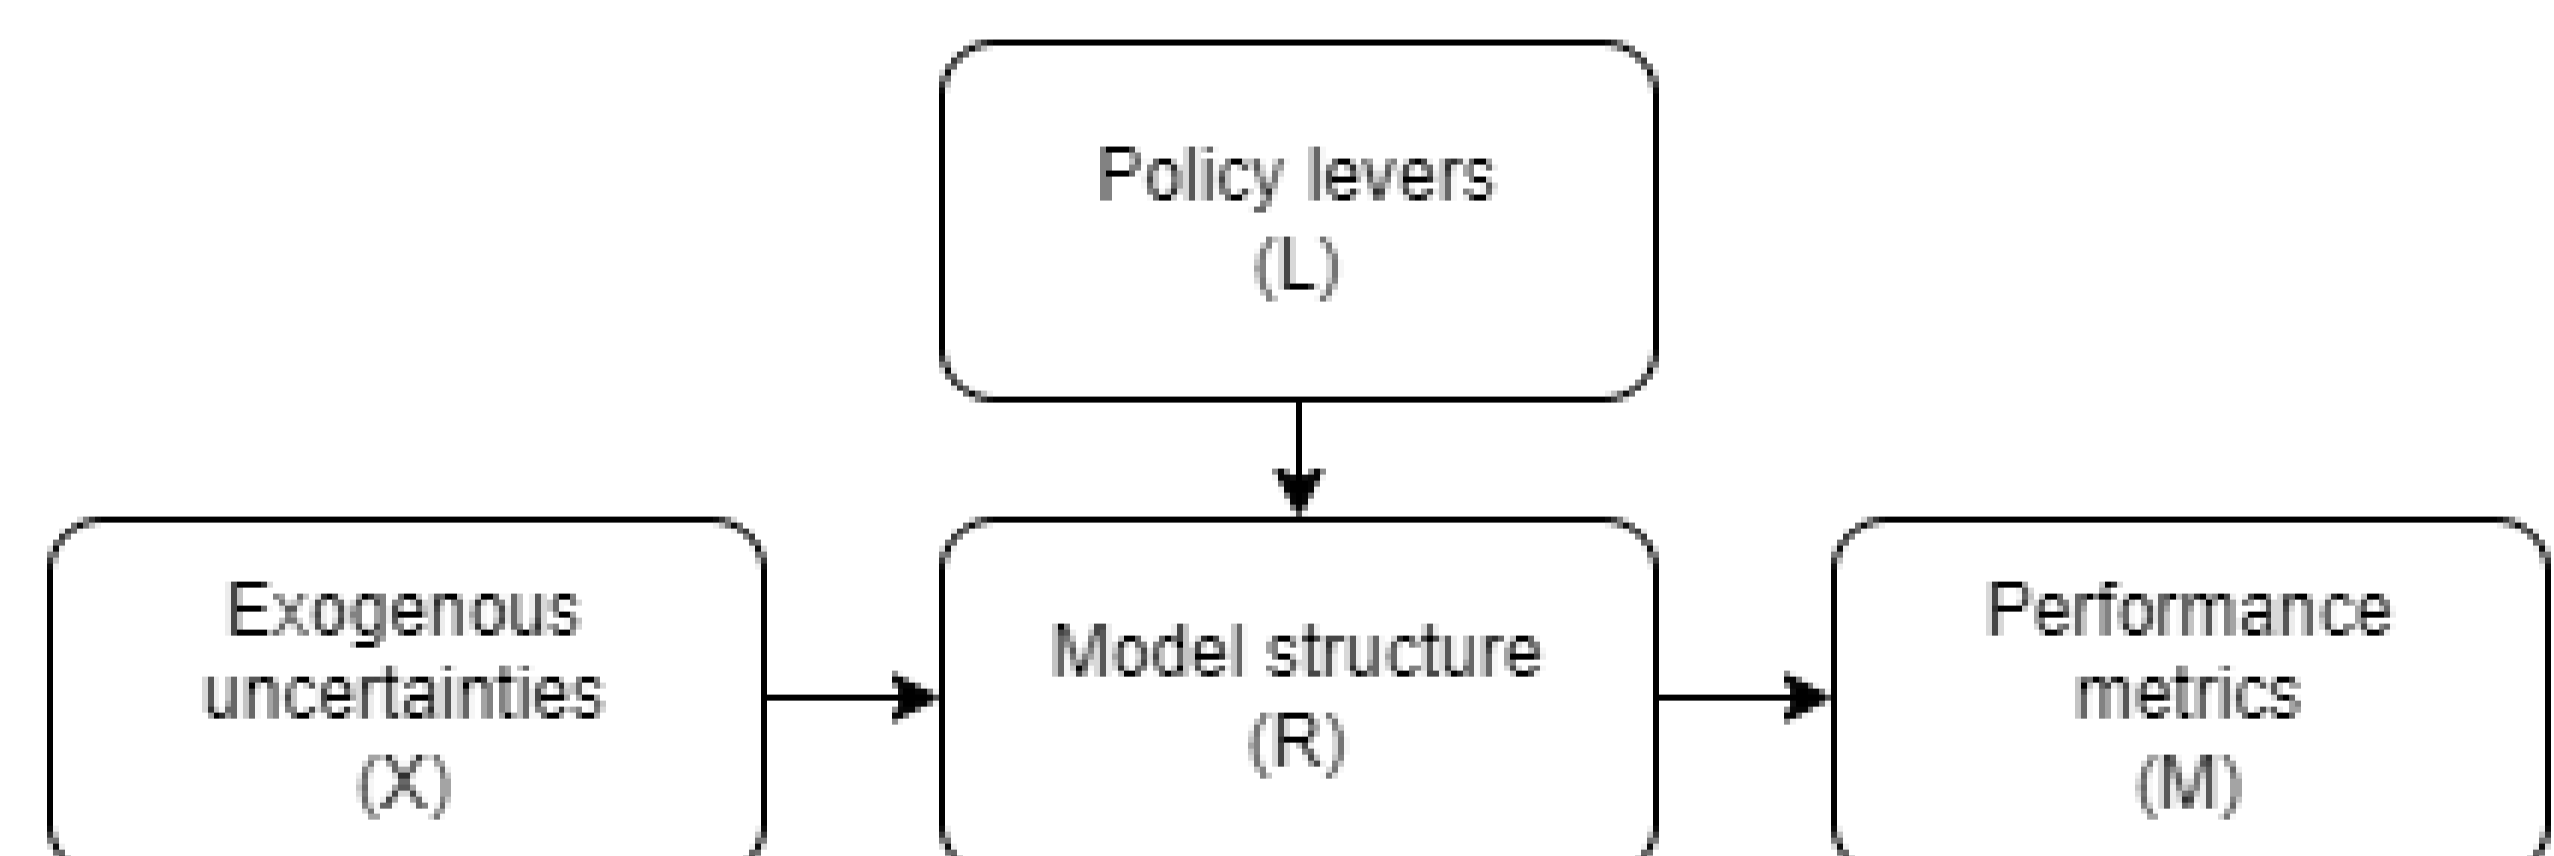 Policy levers
(L)
Exogenous
uncertainties
(X)
Model structure
(R)
Performance
metrics
(M)